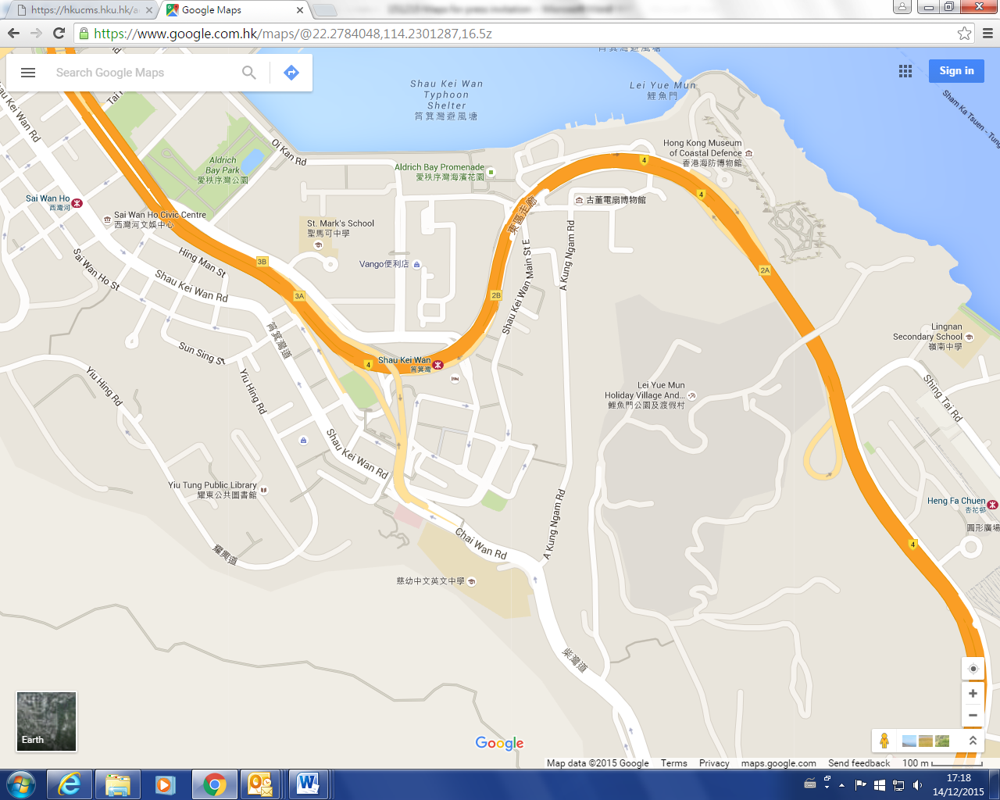 https://hkucms.hku.hk/a
Google Maps
https://www.google.com.hk/maps/@22.2784048,114.2301287,16.5z
Search Google Maps
Sign in
Shau Kei Wan
Typhoon
Shelter
筲箕灣避風塘
Lei Yue Mun
鯉魚門
Sham Ka Tsuen - Tung
Shau Kei Wan Rd
Tai
Oi Kan Rd
Aldrich
Bay Park
愛秩序灣公園
Aldrich Bay Promenade
愛秩序灣海濱花園
Hong Kong Museum
of Coastal Defence
香港海防博物館
4
4
古董電扇博物館
東區走廊
Sai Wan Ho
西灣河
Sai Wan Ho Civic Centre
西灣河文娛中心
St. Mark's School
聖馬可中學
Vango便利店
Hing Man St
3B
3A
2B
2A
Shau Kei Wan Main St E
A Kung Ngam Rd
Sai Wan Ho St
Shau Kei Wan Rd
筲箕灣道
Sun Sing St
Yiu Hing Rd
Yiu Hing Rd
4
Shau Kei Wan
筲箕灣
Lingnan
Secondary School
嶺南中學
Lei Yue Mun
Holiday Village And...
鯉魚門公園及渡假村
Shing Tai Rd
Shau Kei Wan Rd
Yiu Tung Public Library
耀東公共圖書館
Heng Fa Chuen
杏花邨
圓形廣場
4
耀興道
Chai Wan Rd
A Kung Ngam Rd
慈幼中文英文中學
柴灣道
Earth
Google
Map data ©2015 Google
Terms
Privacy
maps.google.com
Send feedback
100 m
17:18
14/12/2015